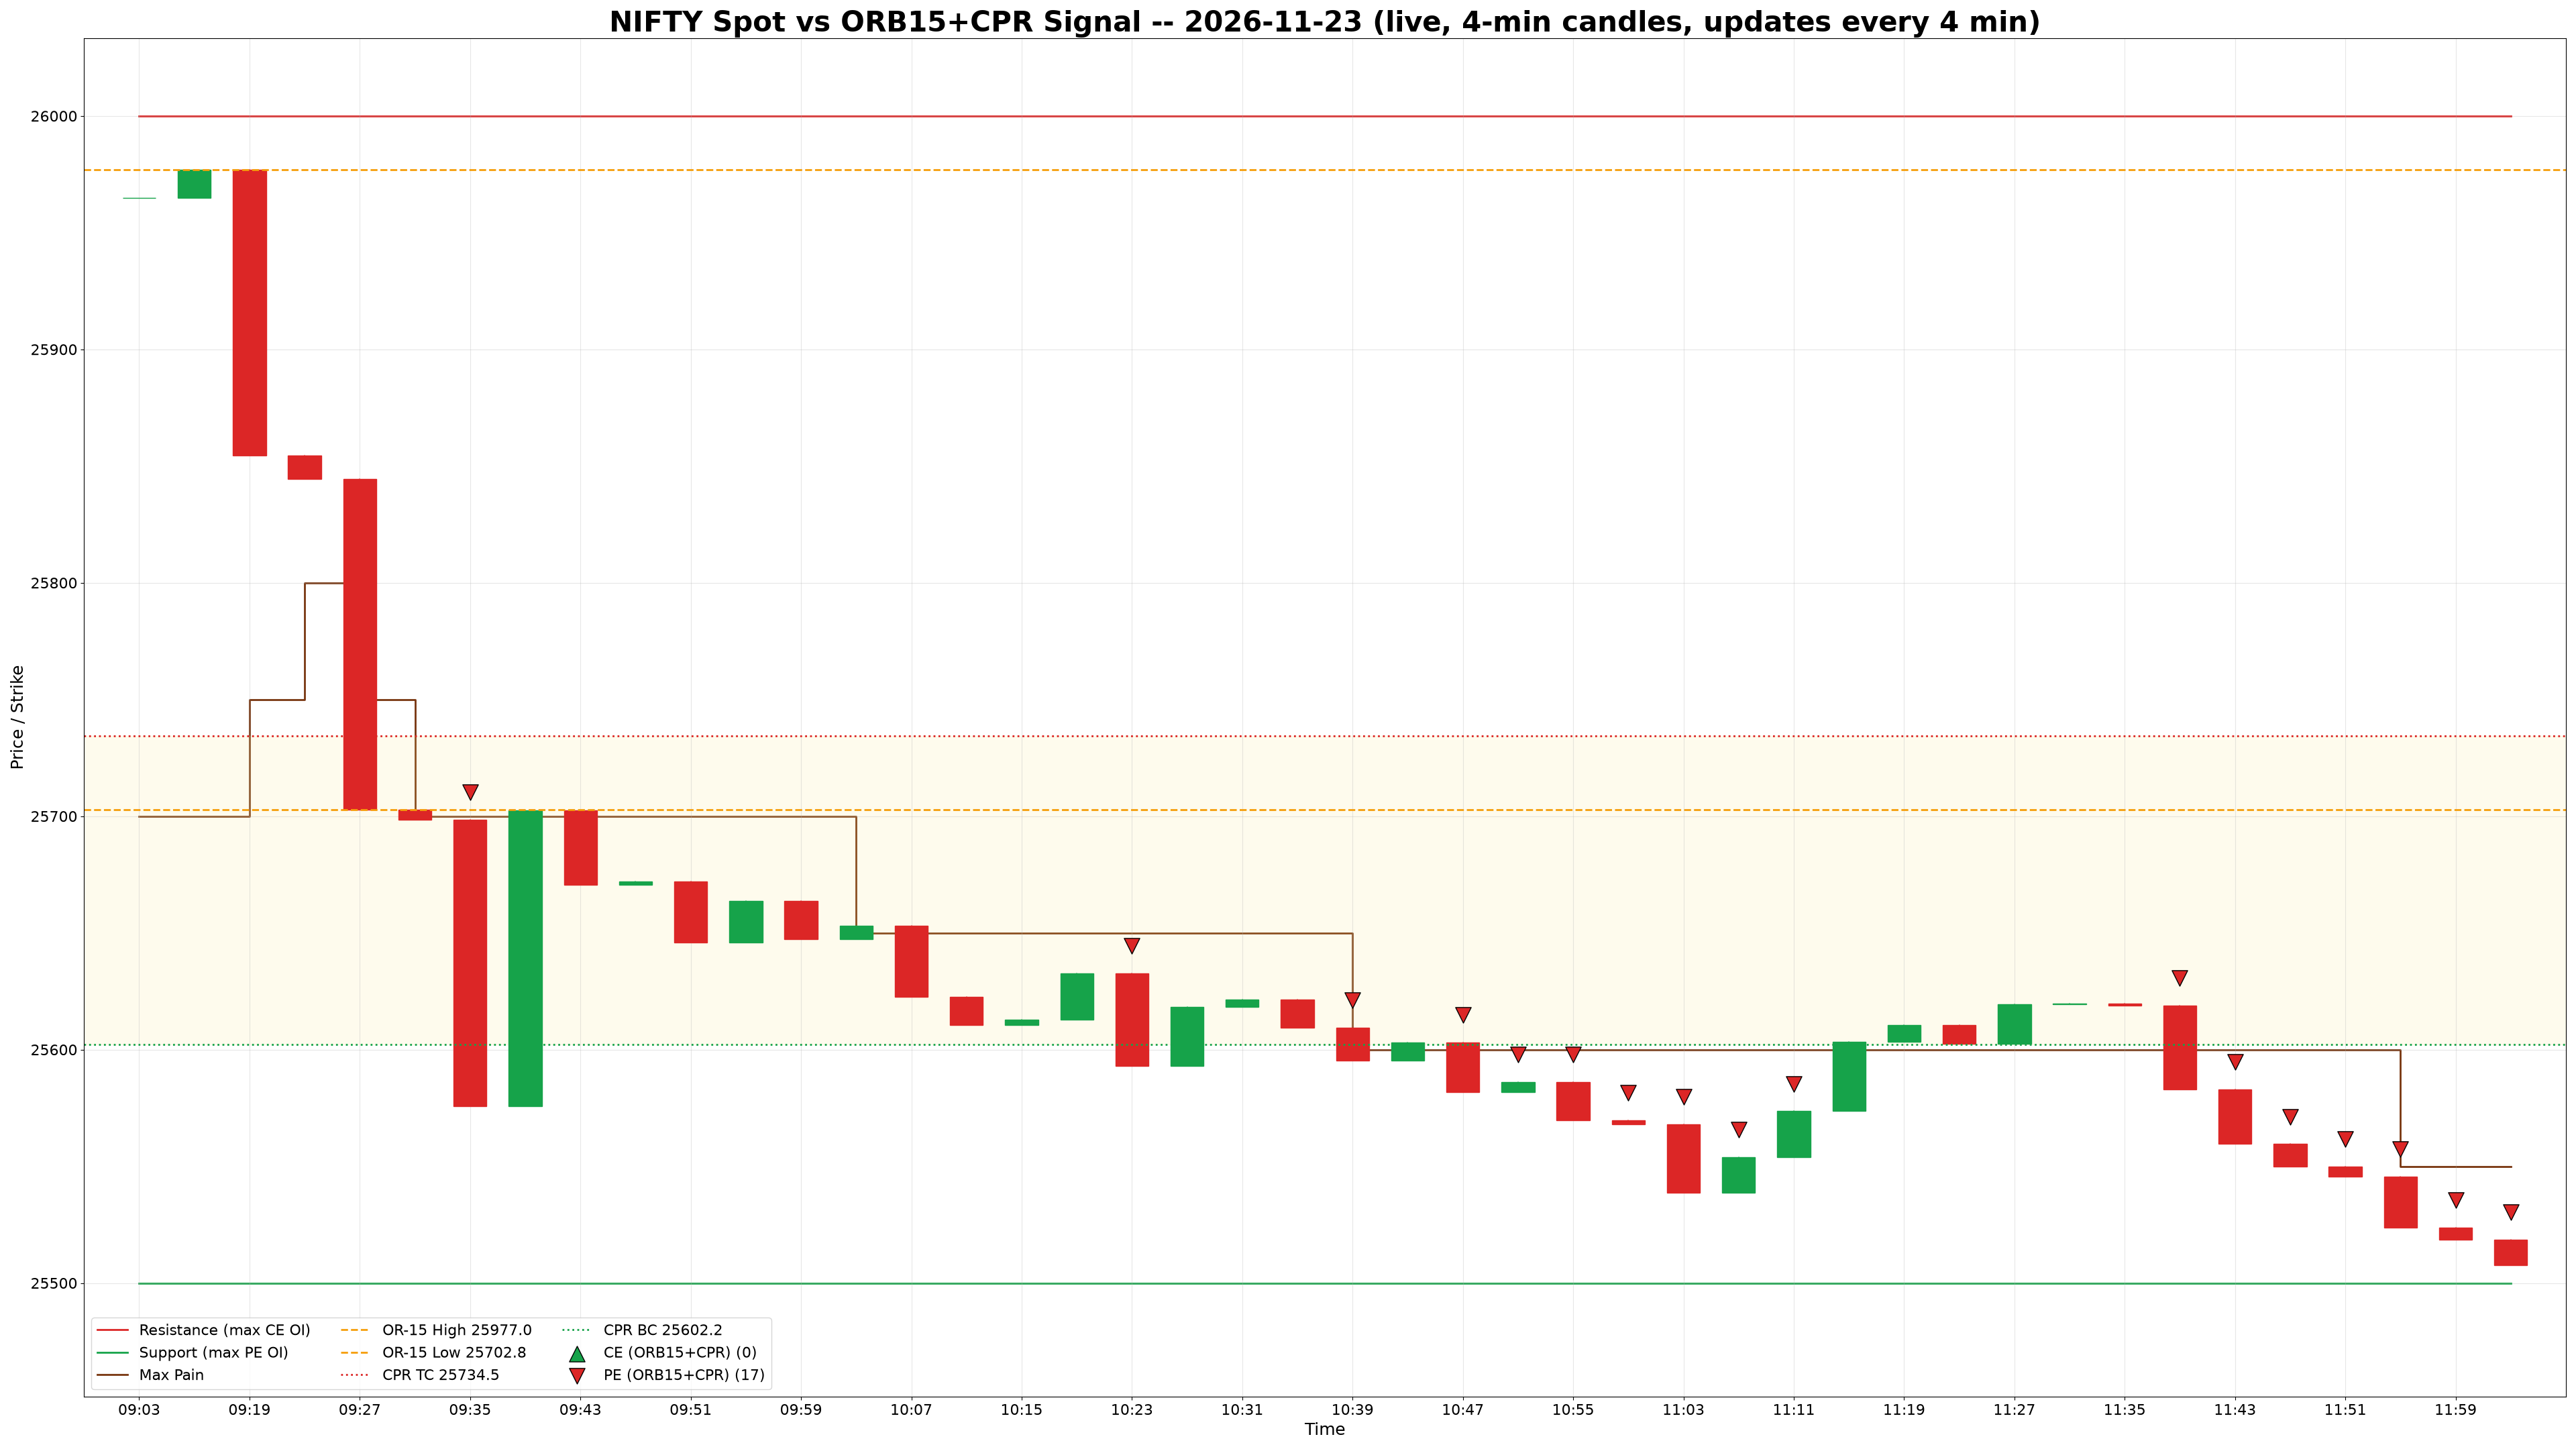 NIFTY Spot vs ORB15+CPR Signal -- 2026-11-23 (live, 4-min candles, updates every 4 min)
Price / Strike
26000
25900
25800
25700
25600
25500
Resistance (max CE OI)
Support (max PE OI)
Max Pain
OR-15 High 25977.0
OR-15 Low 25702.8
CPR TC 25734.5
CPR BC 25602.2
CE (ORB15+CPR) (0)
PE (ORB15+CPR) (17)
09:03 09:19 09:27 09:35 09:43 09:51 09:59 10:07 10:15 10:23 10:31 10:39 10:47 10:55 11:03 11:11 11:19 11:27 11:35 11:43 11:51 11:59
Time